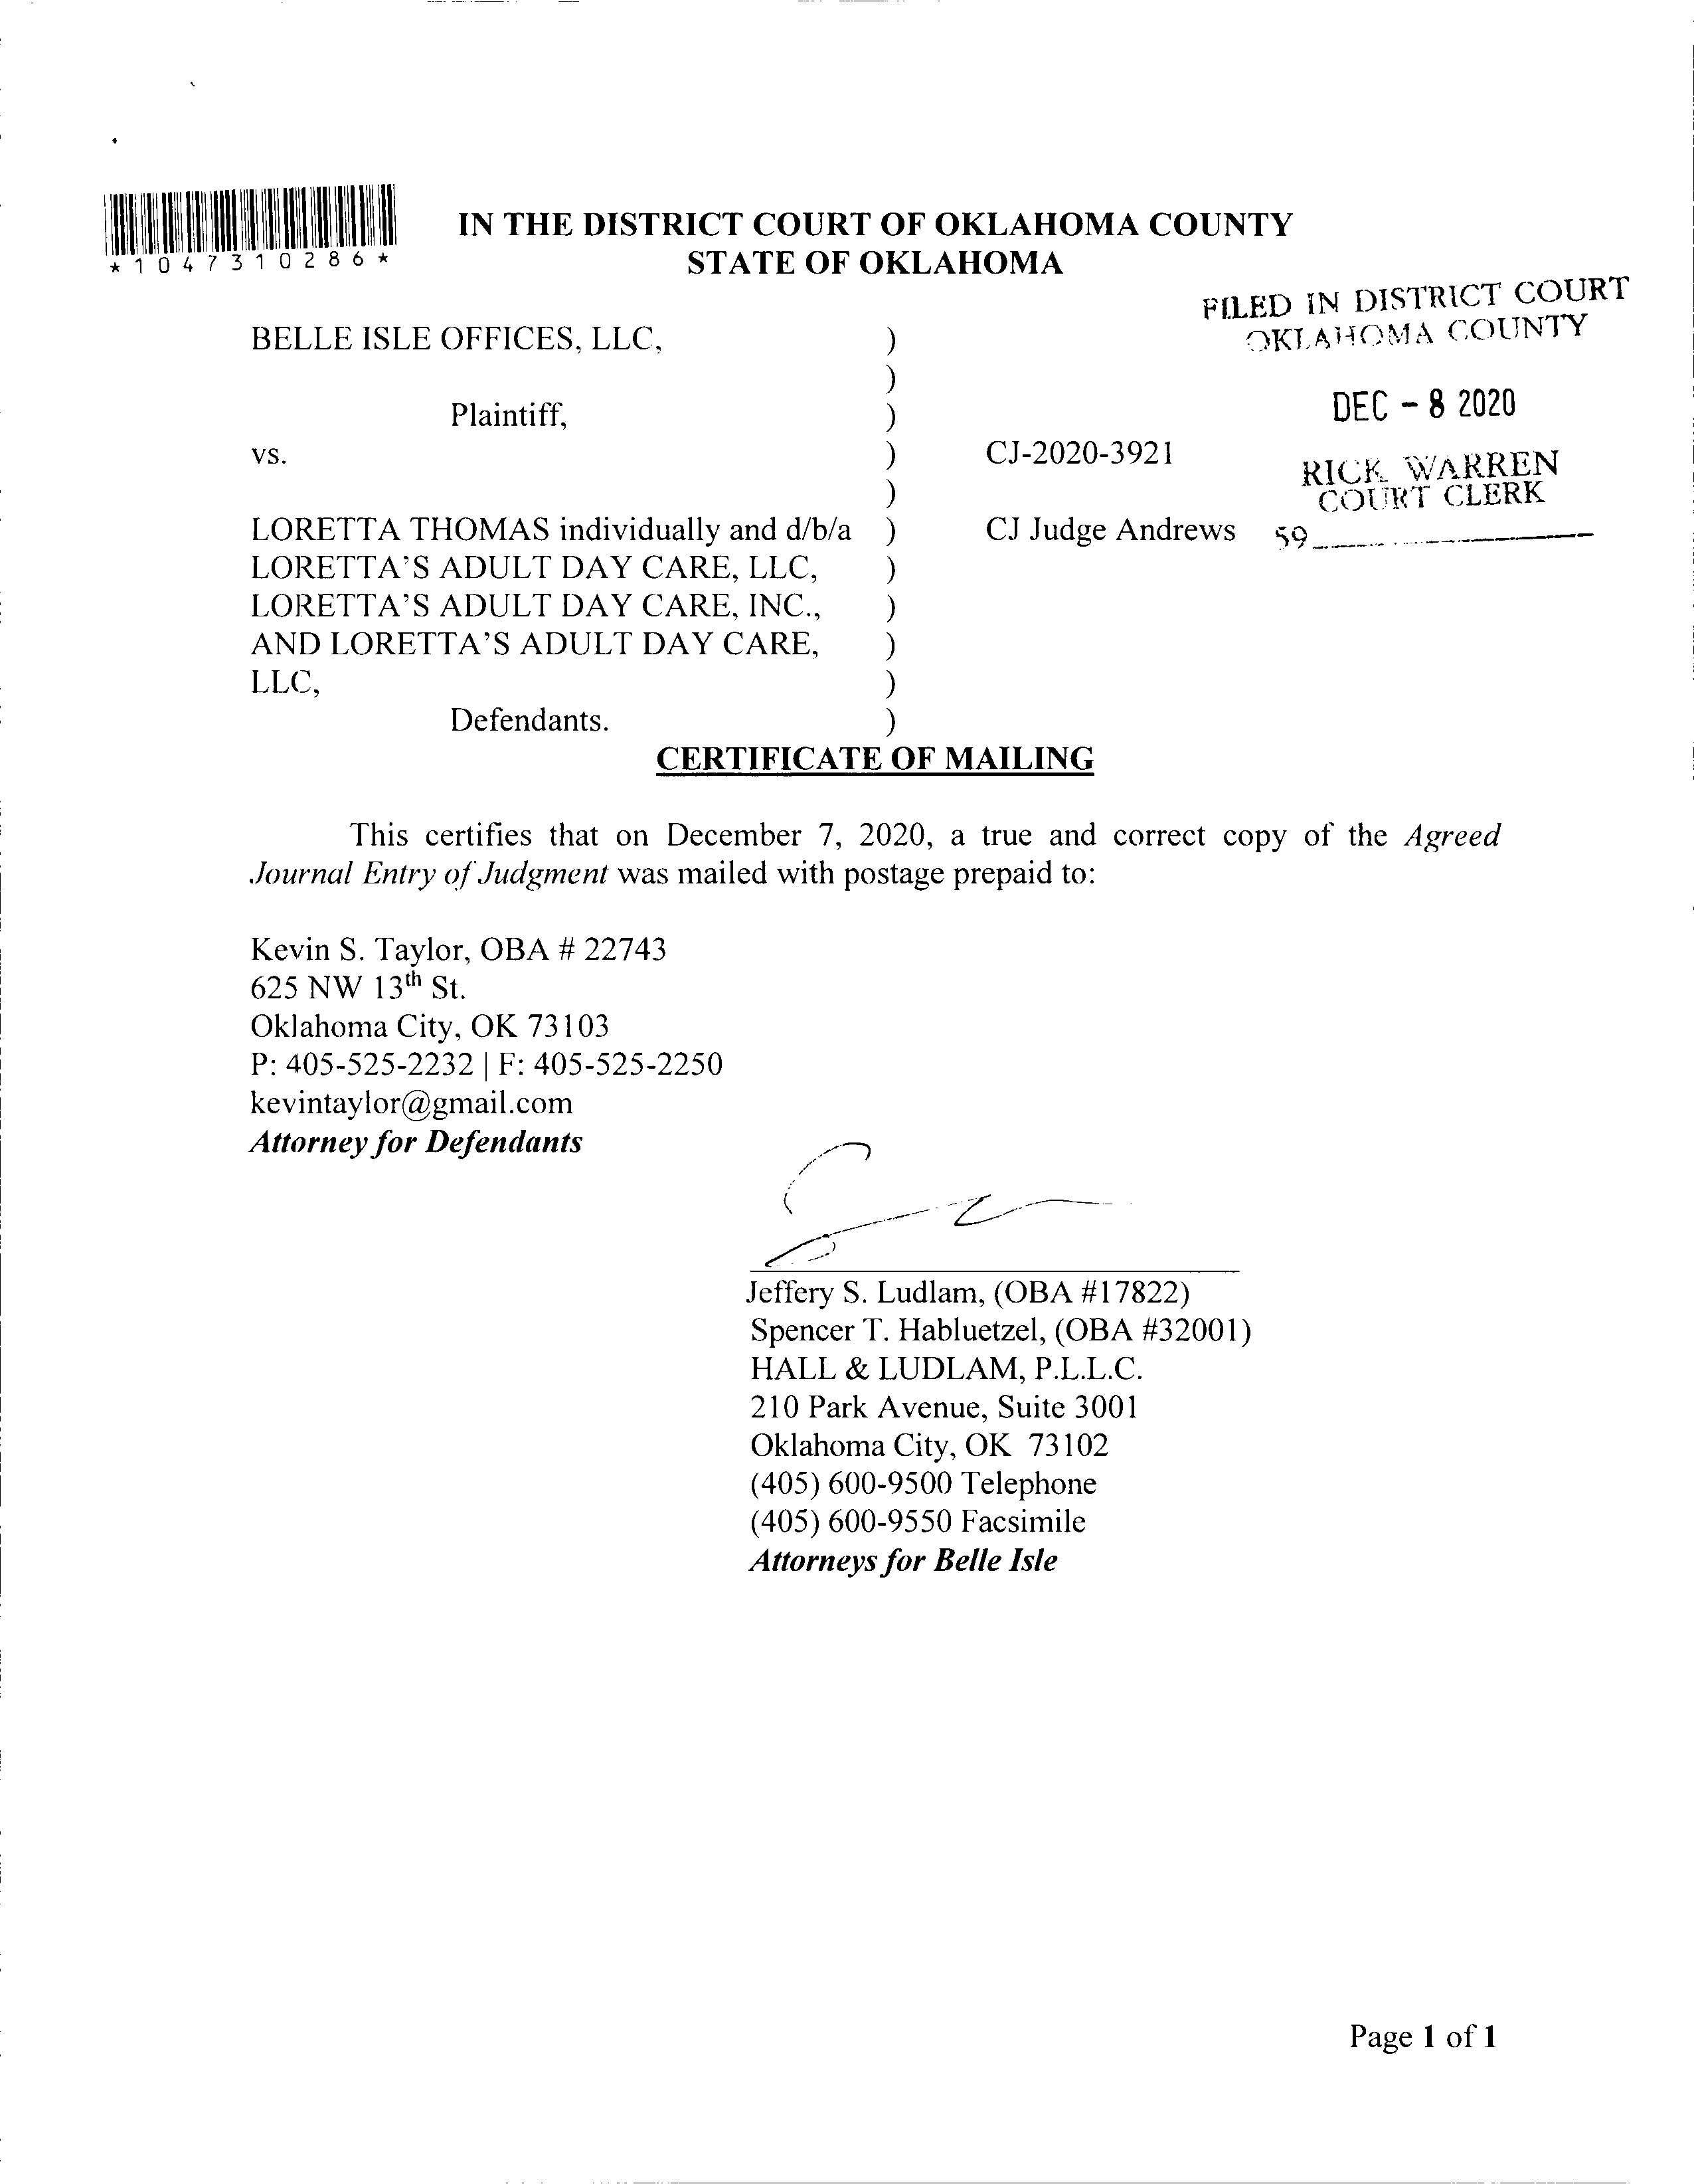 *1047310286*
IN THE DISTRICT COURT OF OKLAHOMA COUNTY
STATE OF OKLAHOMA
FILED IN DISTRICT COURT
OKLAHOMA COUNTY
DEC - 8 2020
RICK WARREN
COURT CLERK
59
BELLE ISLE OFFICES, LLC, )
)
Plaintiff, )
vs. ) CJ-2020-3921
)
LORETTA THOMAS individually and d/b/a ) CJ Judge Andrews
LORETTA'S ADULT DAY CARE, LLC, )
LORETTA'S ADULT DAY CARE, INC., )
AND LORETTA'S ADULT DAY CARE, )
LLC, )
Defendants. )
CERTIFICATE OF MAILING
This certifies that on December 7, 2020, a true and correct copy of the Agreed
Journal Entry of Judgment was mailed with postage prepaid to:
Kevin S. Taylor, OBA # 22743
625 NW 13th St.
Oklahoma City, OK 73103
P: 405-525-2232 | F: 405-525-2250
kevintaylor@gmail.com
Attorney for Defendants
Jeffery S. Ludlam, (OBA #17822)
Spencer T. Habluetzel, (OBA #32001)
HALL & LUDLAM, P.L.L.C.
210 Park Avenue, Suite 3001
Oklahoma City, OK 73102
(405) 600-9500 Telephone
(405) 600-9550 Facsimile
Attorneys for Belle Isle
Page 1 of 1